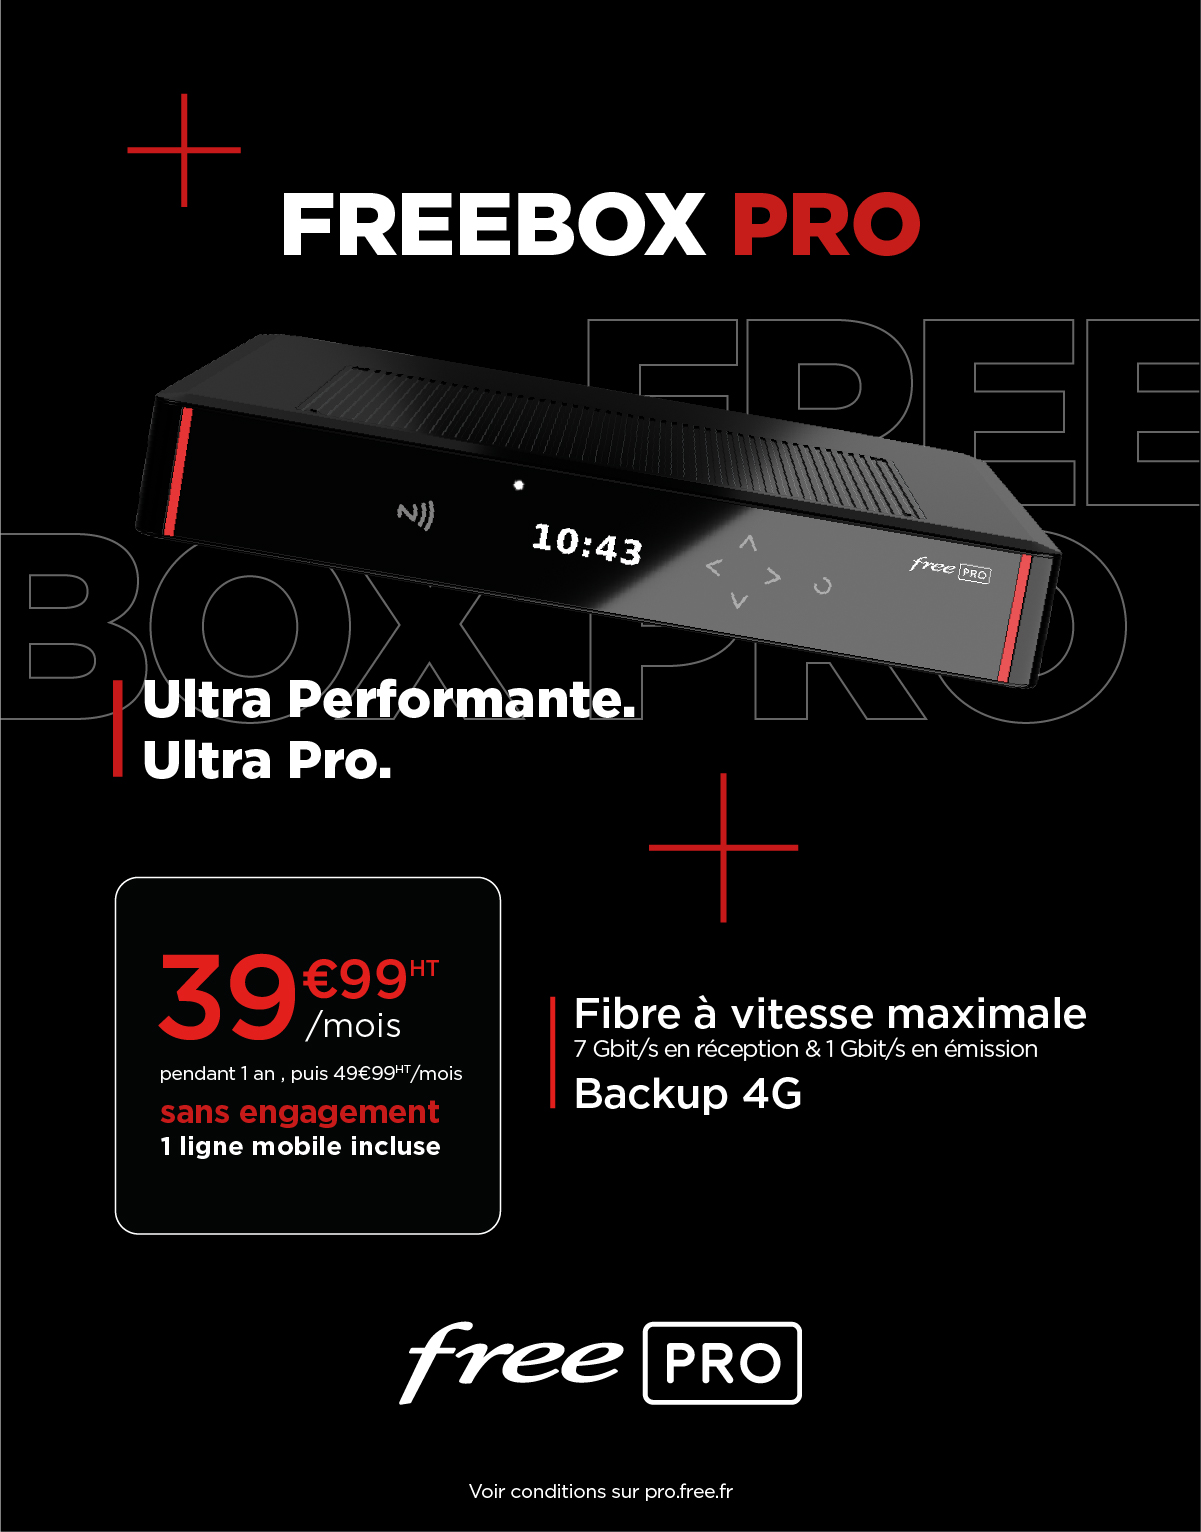 FREEBOX PRO
FREE
BOX PRO
10:43
free PRO
Ultra Performante.
Ultra Pro.
39€99HT
/mois
pendant 1 an , puis 49€99HT/mois
sans engagement
1 ligne mobile incluse
Fibre à vitesse maximale
7 Gbit/s en réception & 1 Gbit/s en émission
Backup 4G
free PRO
Voir conditions sur pro.free.fr